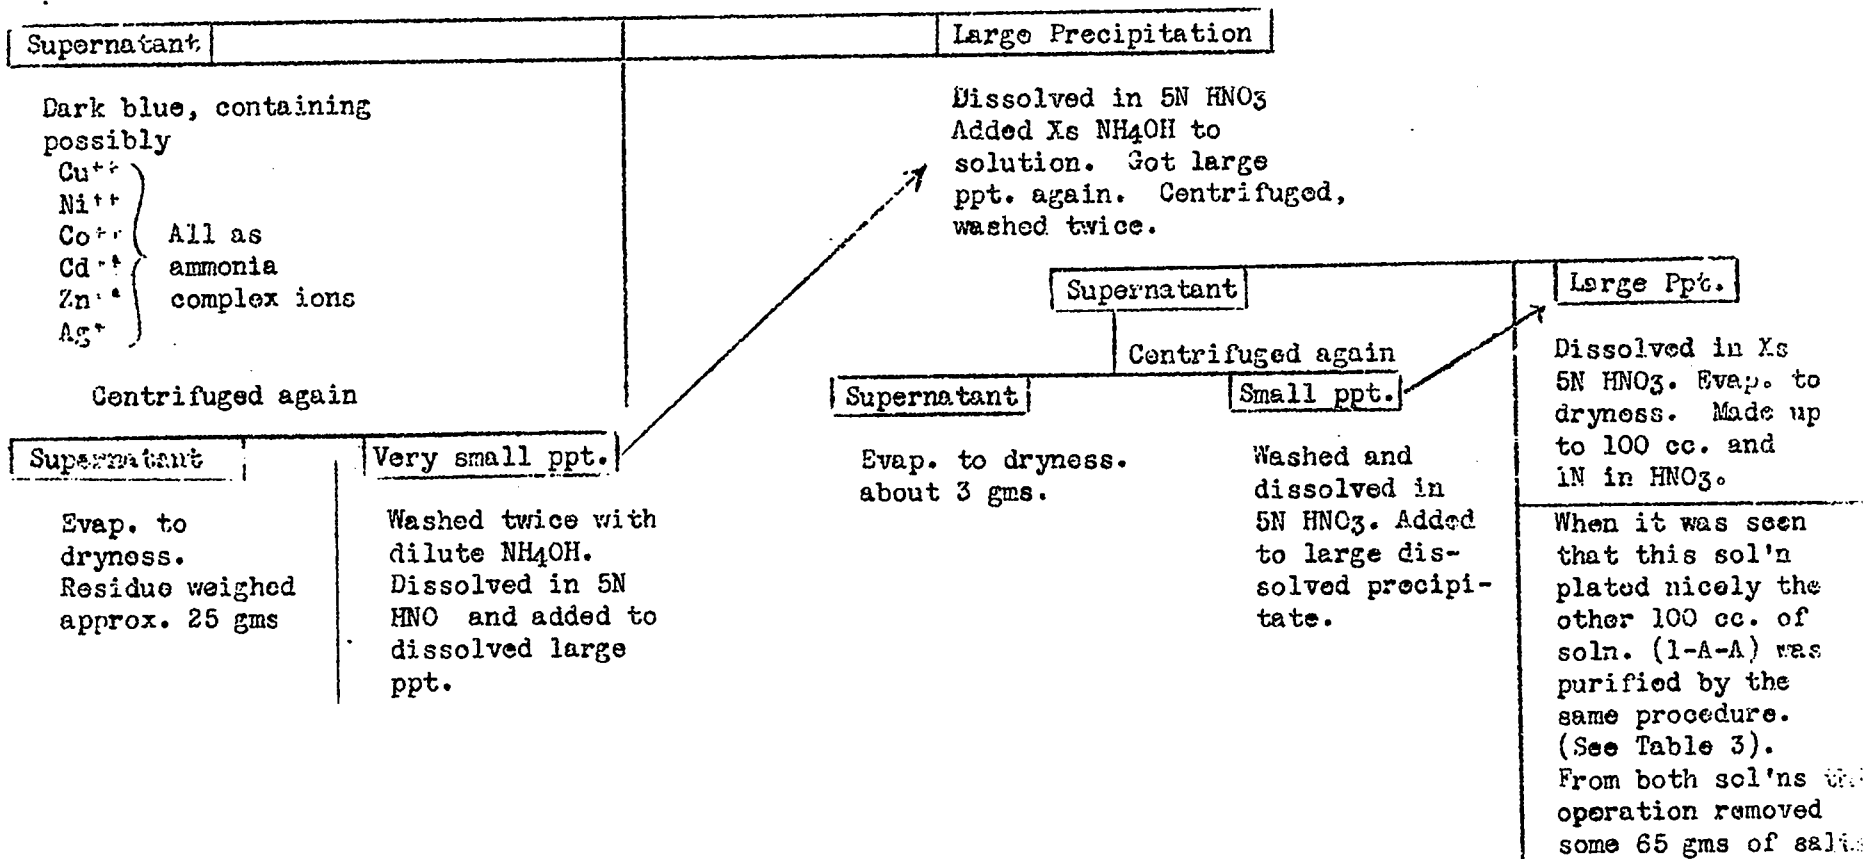 Supernatant
Large Precipitation
Dark blue, containing
possibly
Cu++
Ni++
Co++
Cd++
Zn++
Ag+
All as
ammonia
complex ions
Centrifuged again
Supernatant
Evap. to
dryness.
Residue weighed
approx. 25 gms
Very small ppt.
Washed twice with
dilute NH4OH.
Dissolved in 5N
HNO and added to
dissolved large
ppt.
Dissolved in 5N HNO3
Added Xs NH4OH to
solution. Got large
ppt. again. Centrifuged,
washed twice.
Supernatant
Centrifuged again
Supernatant
Evap. to dryness.
about 3 gms.
Small ppt.
Washed and
dissolved in
5N HNO3. Added
to large dis-
solved precipi-
tate.
Large Ppt.
Dissolved in Xs
5N HNO3. Evap. to
dryness. Made up
to 100 cc. and
1N in HNO3.
When it was seen
that this sol'n
plated nicely the
other 100 cc. of
soln. (1-A-A) was
purified by the
same procedure.
(See Table 3).
From both sol'ns
operation removed
some 65 gms of